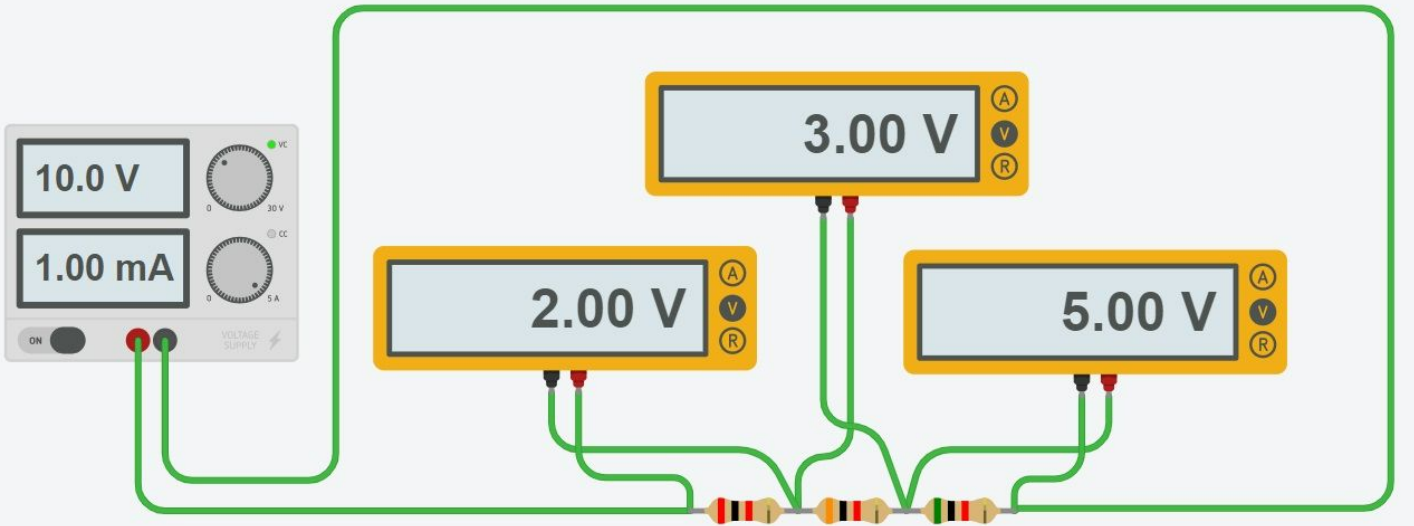 10.0 V
VC
0
30 V
1.00 mA
CC
0
5 A
ON
VOLTAGE
SUPPLY
3.00 V
A
V
R
2.00 V
A
V
R
5.00 V
A
V
R